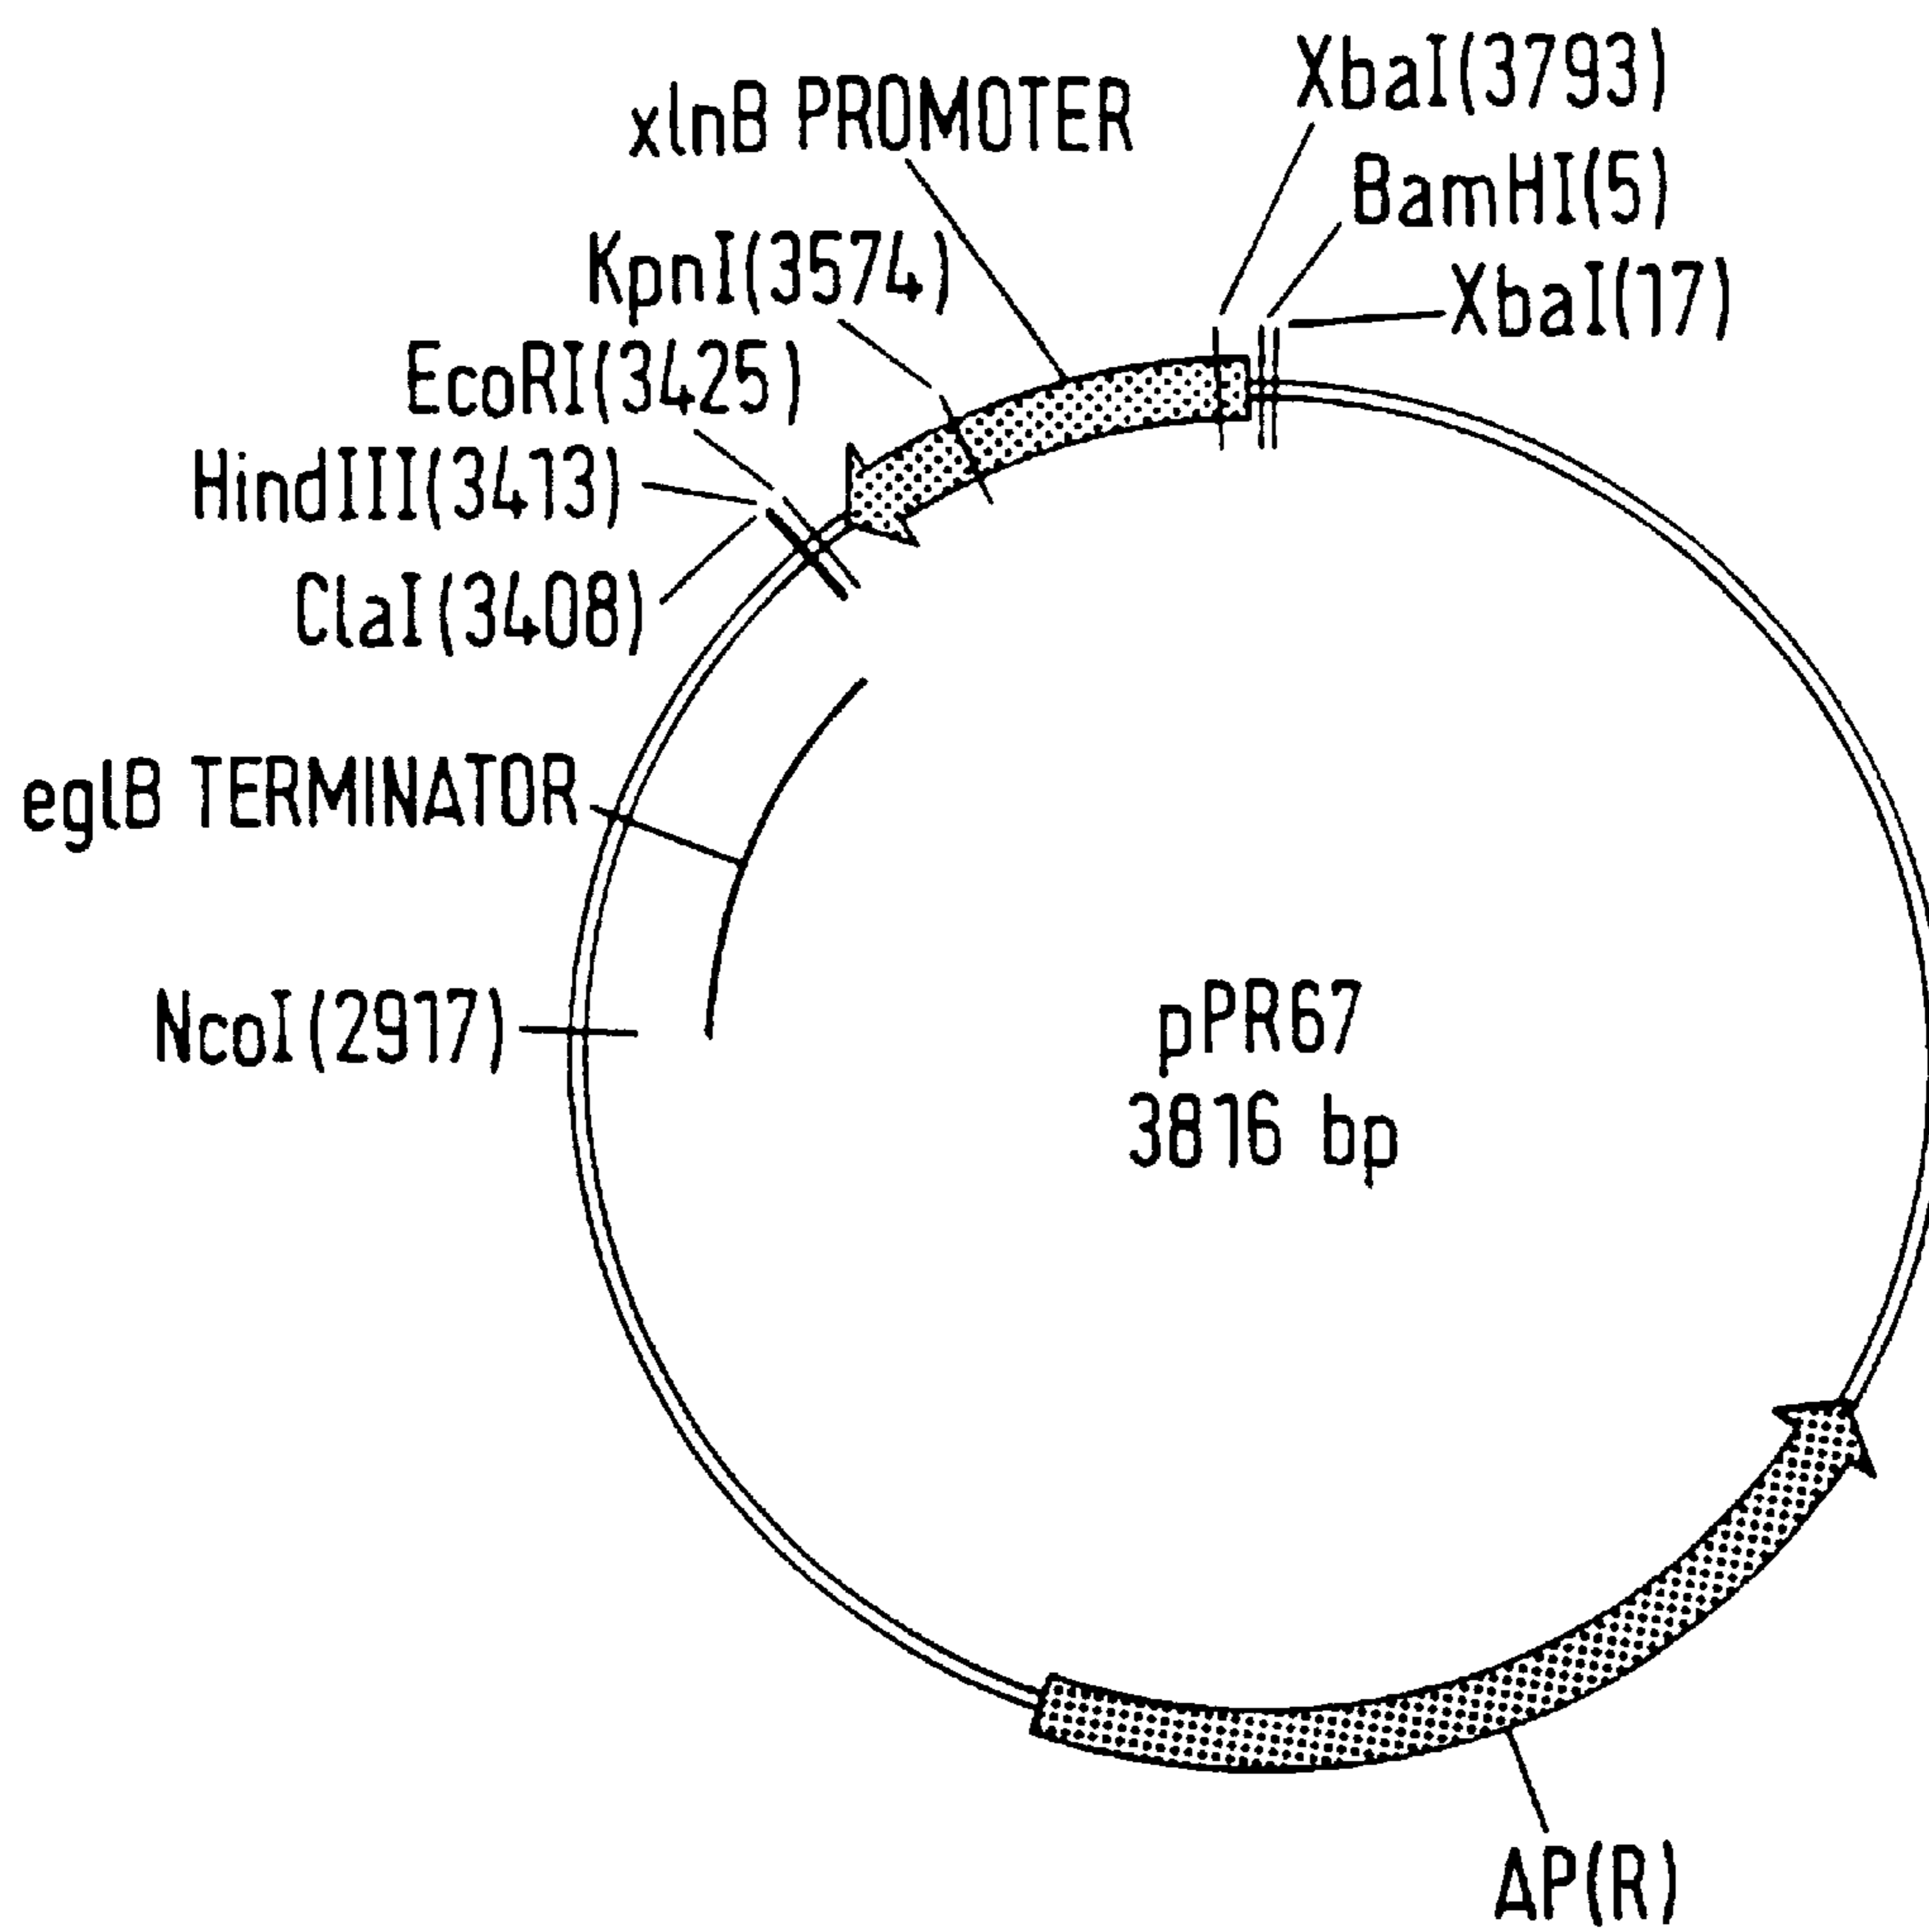 XbaI(3793)
xlnB PROMOTER
BamHI(5)
KpnI(3574)
XbaI(17)
EcoRI(3425)
HindIII(3413)
ClaI(3408)
eglB TERMINATOR
NcoI(2917)
pPR67
3816 bp
AP(R)